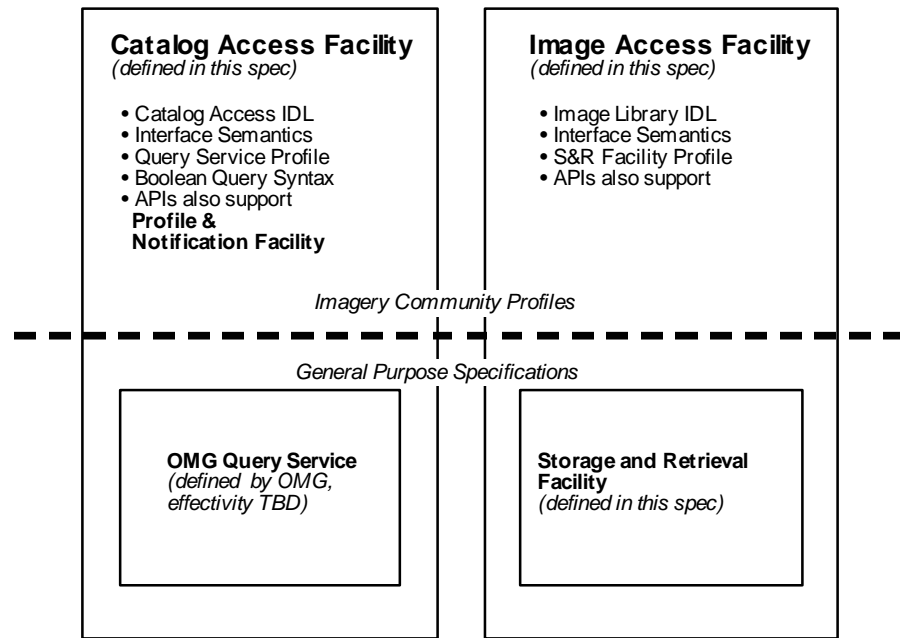 Catalog Access Facility
(defined in this spec)
• Catalog Access IDL
• Interface Semantics
• Query Service Profile
• Boolean Query Syntax
• APIs also support
Profile &
Notification Facility
Image Access Facility
(defined in this spec)
• Image Library IDL
• Interface Semantics
• S&R Facility Profile
• APIs also support
Imagery Community Profiles
General Purpose Specifications
OMG Query Service
(defined by OMG,
effectivity TBD)
Storage and Retrieval
Facility
(defined in this spec)